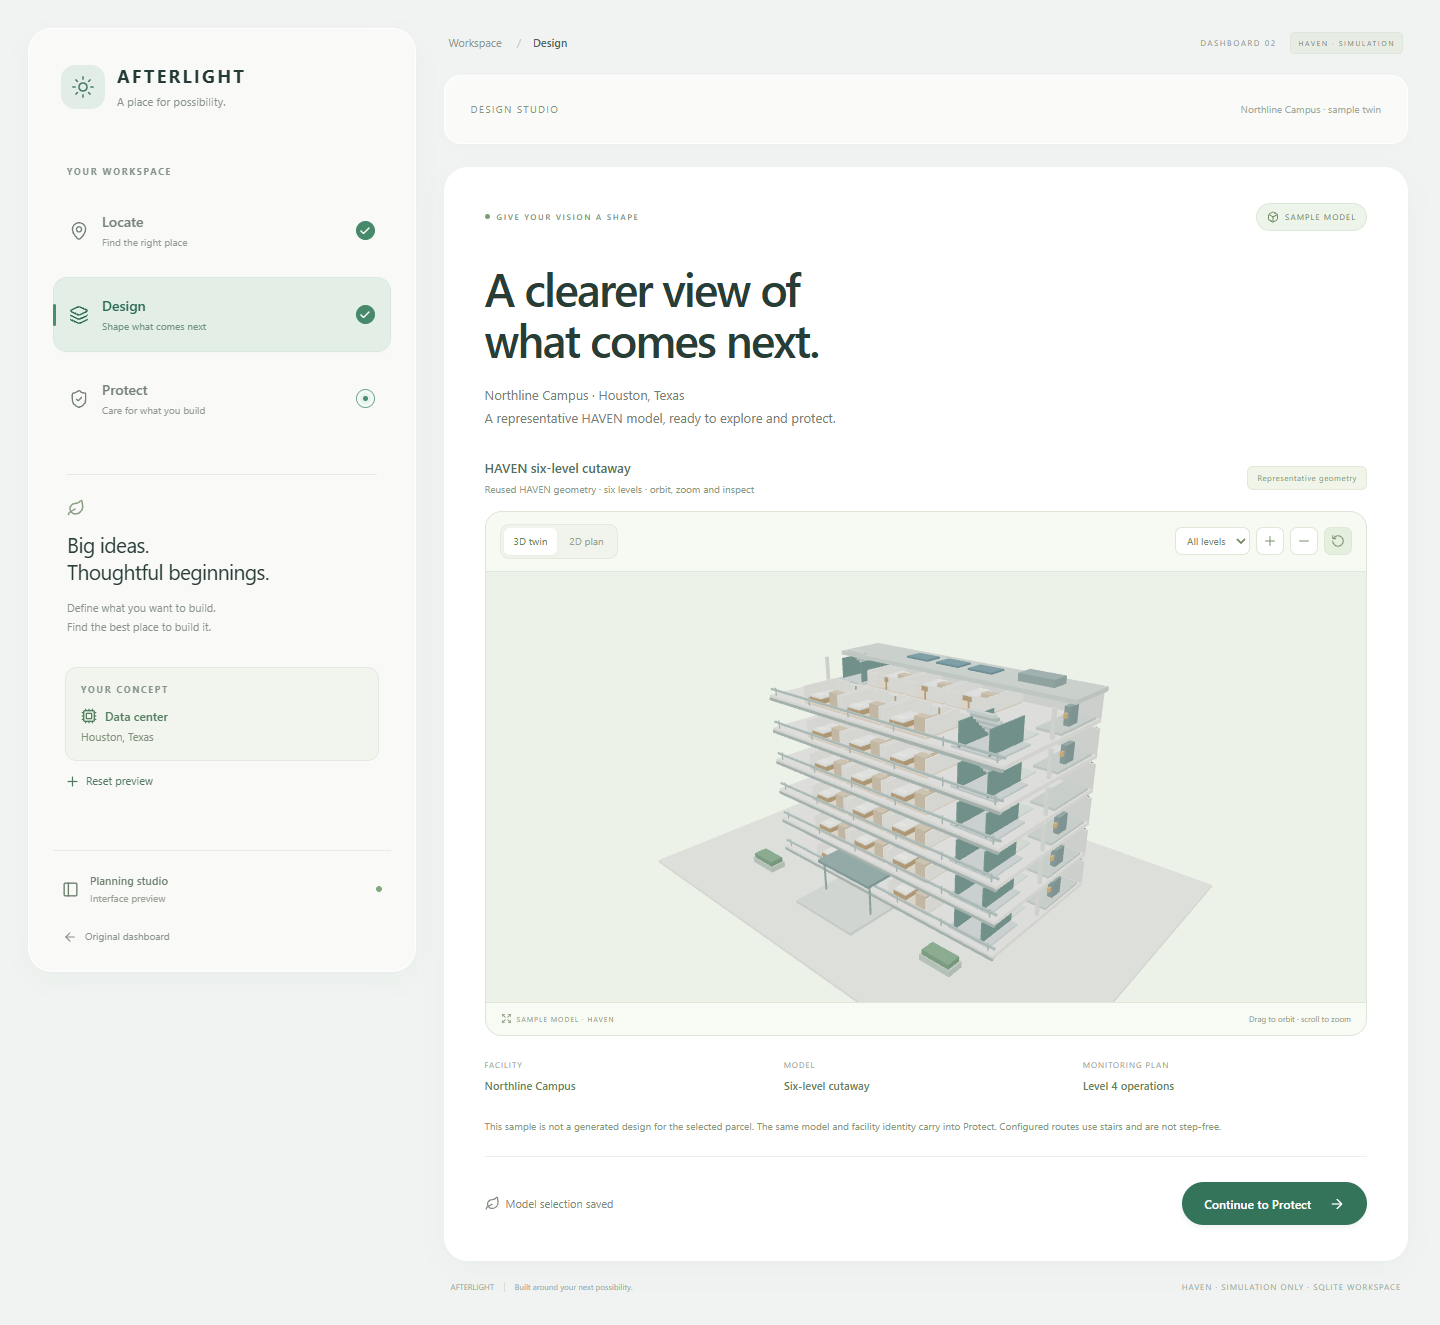 AFTERLIGHT
A place for possibility.
YOUR WORKSPACE
Locate
Find the right place
Design
Shape what comes next
Protect
Care for what you build
Big ideas.
Thoughtful beginnings.
Define what you want to build.
Find the best place to build it.
YOUR CONCEPT
Data center
Houston, Texas
Reset preview
Planning studio
Interface preview
Original dashboard
Workspace / Design
DASHBOARD 02
HAVEN · SIMULATION
DESIGN STUDIO
Northline Campus · sample twin
GIVE YOUR VISION A SHAPE
SAMPLE MODEL
A clearer view of
what comes next.
Northline Campus · Houston, Texas
A representative HAVEN model, ready to explore and protect.
HAVEN six-level cutaway
Reused HAVEN geometry · six levels · orbit, zoom and inspect
Representative geometry
3D twin
2D plan
All levels
SAMPLE MODEL · HAVEN
Drag to orbit · scroll to zoom
FACILITY
Northline Campus
MODEL
Six-level cutaway
MONITORING PLAN
Level 4 operations
This sample is not a generated design for the selected parcel. The same model and facility identity carry into Protect. Configured routes use stairs and are not step-free.
Model selection saved
Continue to Protect
AFTERLIGHT
Built around your next possibility.
HAVEN · SIMULATION ONLY · SQLITE WORKSPACE